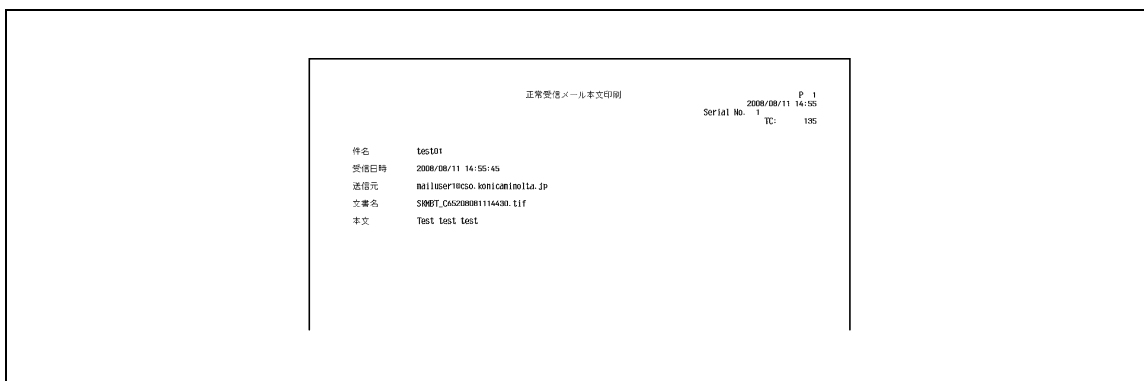 正常受信メール本文印刷
P 1
2008/08/11 14:55
Serial No. 1
TC: 135
件名 test01
受信日時 2008/08/11 14:55:45
送信元 mailuser1@cso.konicaminolta.jp
文書名 SKMBT_C65208081114430.tif
本文 Test test test